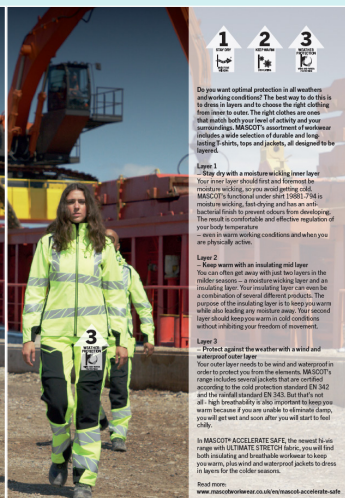 1
STAY DRY
2
KEEP WARM
3
WEATHER
PROTECTION
Do you want optimal protection in all weathers
and working conditions? The best way to do this is
to dress in layers and to choose the right clothing
from inner to outer. The right clothes are ones
that match both your level of activity and your
surroundings. MASCOT's assortment of workwear
includes a wide selection of durable and long-
lasting T-shirts, tops and jackets, all designed to be
layered.
Layer 1
– Stay dry with a moisture wicking inner layer
Your inner layer should first and foremost be
moisture wicking, so you avoid getting cold.
MASCOT's functional under shirt 19881-794 is
moisture wicking, fast-drying and has an anti-
bacterial finish to prevent odours from developing.
The result is comfortable and effective regulation of
your body temperature
– even in warm working conditions and when you
are physically active.
Layer 2
– Keep warm with an insulating mid layer
You can often get away with just two layers in the
milder seasons – a moisture wicking layer and an
insulating layer. Your insulating layer can even be
a combination of several different products. The
purpose of the insulating layer is to keep you warm
while also leading any moisture away. Your second
layer should keep you warm in cold conditions
without inhibiting your freedom of movement.
Layer 3
– Protect against the weather with a wind and
waterproof outer layer
Your outer layer needs to be wind and waterproof in
order to protect you from the elements. MASCOT's
range includes several jackets that are certified
according to the cold protection standard EN 342
and the rainfall standard EN 343. But that's not
all - high breathability is also important to keep you
warm because if you are unable to eliminate damp,
you will get wet and soon after you will start to feel
chilly.
In MASCOT® ACCELERATE SAFE, the newest hi-vis
range with ULTIMATE STRETCH fabric, you will find
both insulating and breathable workwear to keep
you warm, plus wind and waterproof jackets to dress
in layers for the colder seasons.
Read more:
www.mascotworkwear.co.uk/en/mascot-accelerate-safe
3
WEATHER
PROTECTION